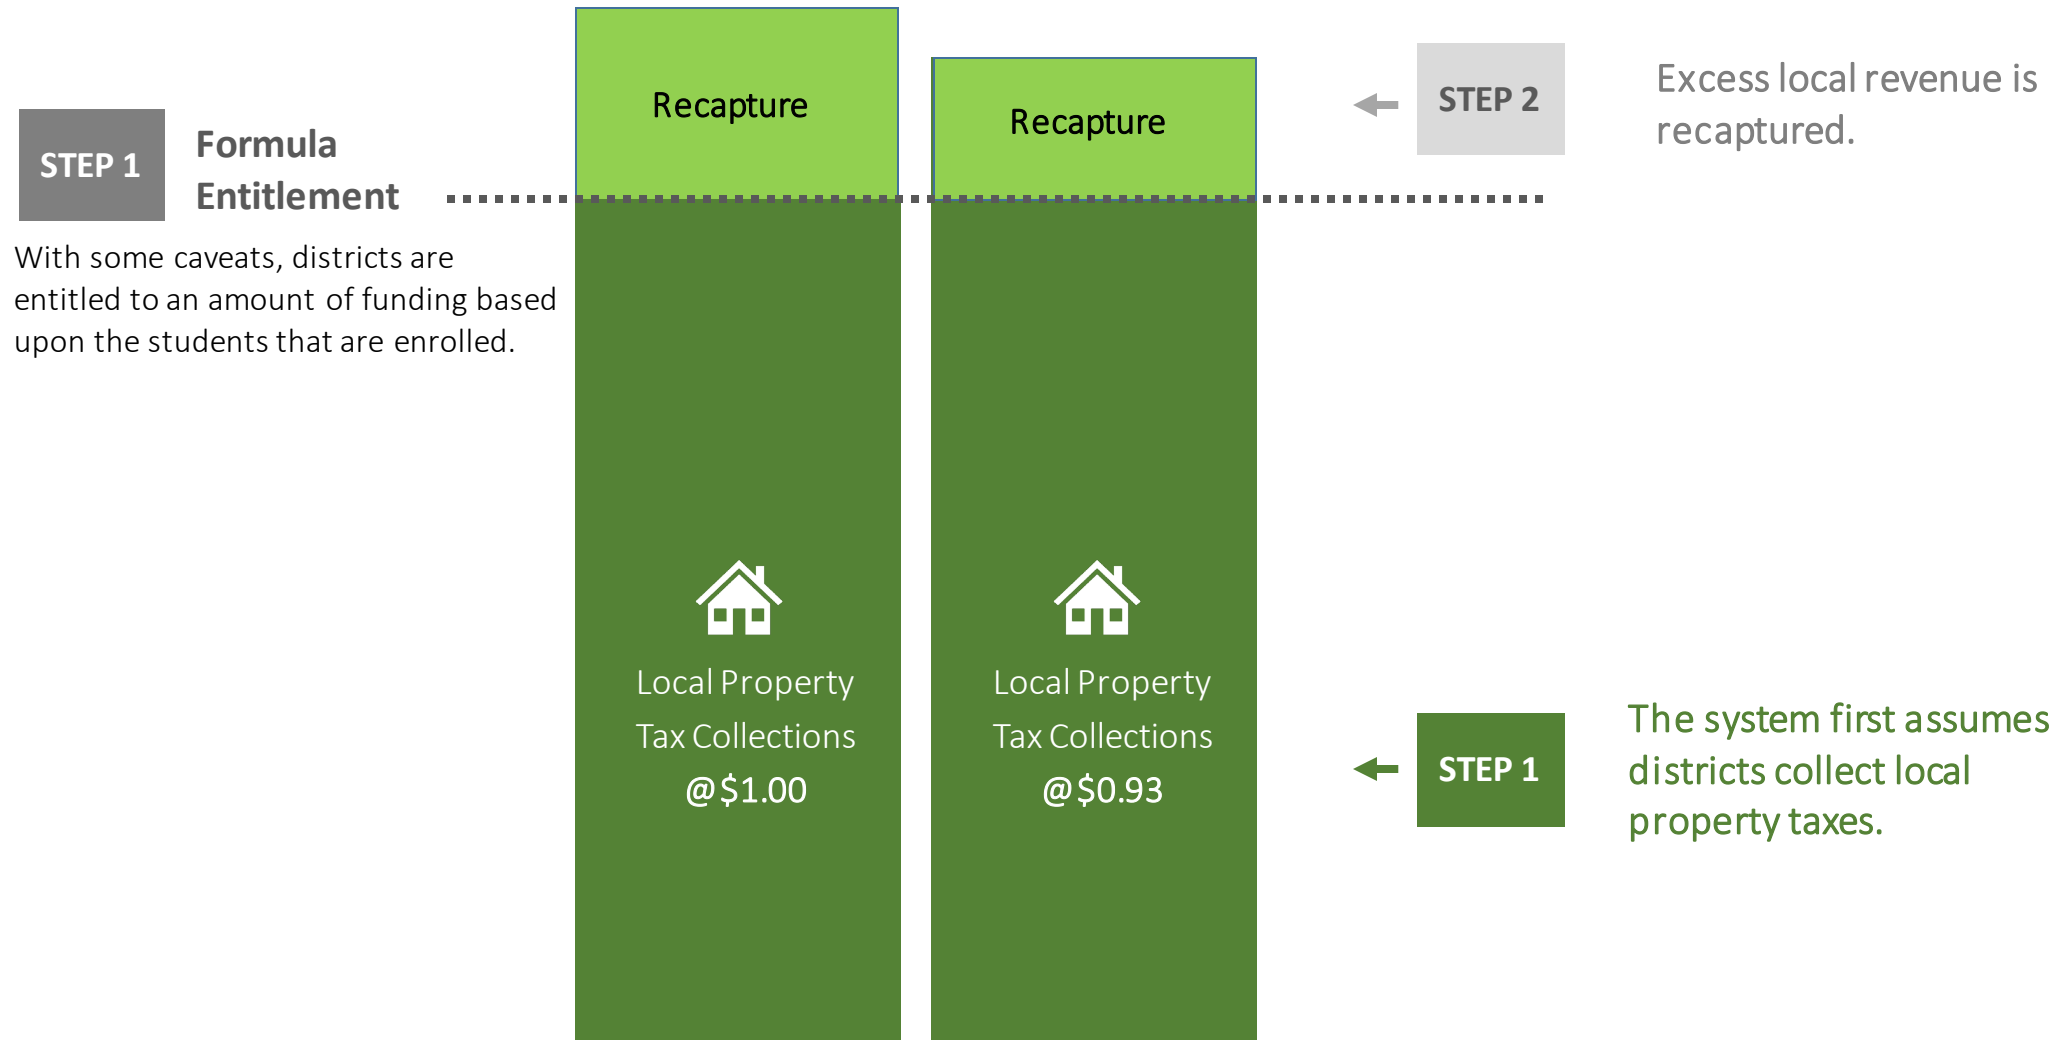 STEP 1
Formula
Entitlement
With some caveats, districts are
entitled to an amount of funding based
upon the students that are enrolled.
Recapture
Local Property
Tax Collections
@$1.00
Recapture
Local Property
Tax Collections
@$0.93
STEP 2
Excess local revenue is
recaptured.
STEP 1
The system first assumes
districts collect local
property taxes.